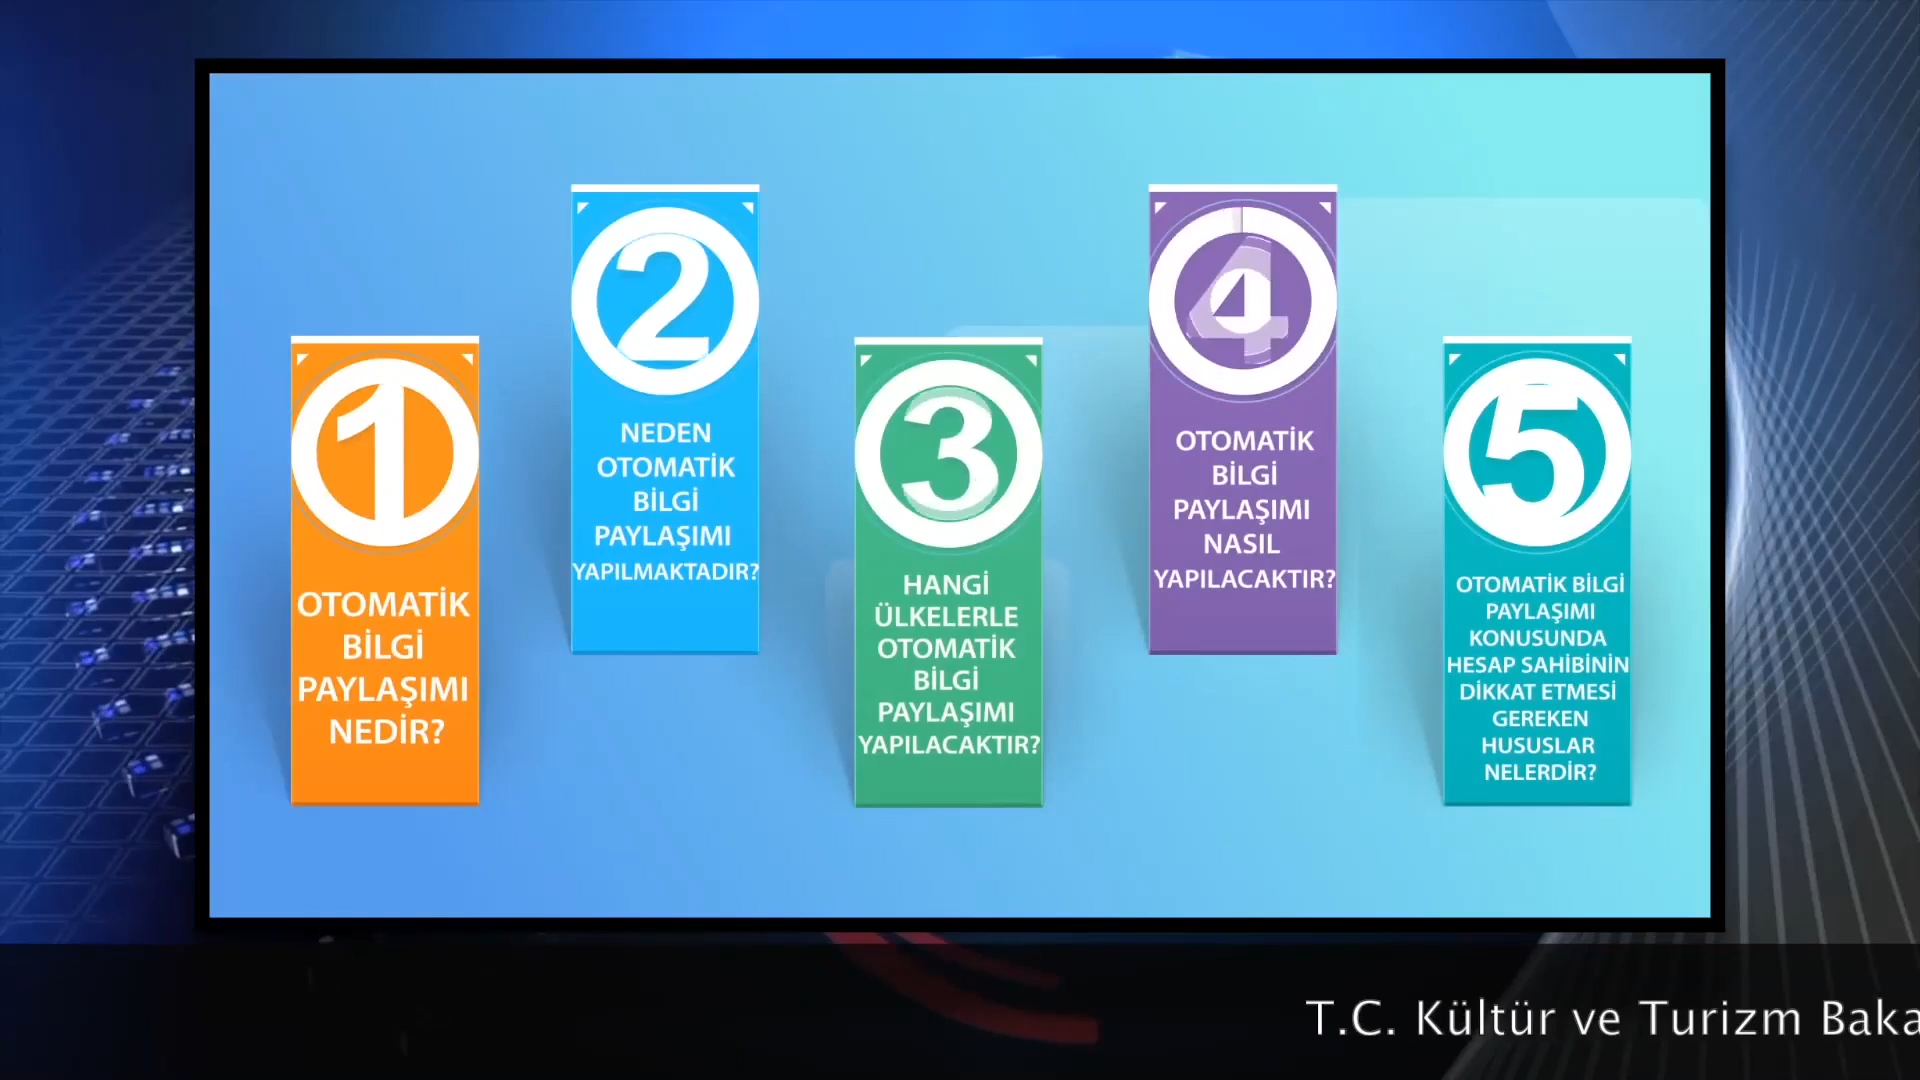 1
OTOMATİK
BİLGİ
PAYLAŞIMI
NEDİR?
2
NEDEN
OTOMATİK
BİLGİ
PAYLAŞIMI
YAPILMAKTADIR?
3
HANGİ
ÜLKELERLE
OTOMATİK
BİLGİ
PAYLAŞIMI
YAPILACAKTIR?
4
OTOMATİK
BİLGİ
PAYLAŞIMI
NASIL
YAPILACAKTIR?
5
OTOMATİK BİLGİ
PAYLAŞIMI
KONUSUNDA
HESAP SAHİBİNİN
DİKKAT ETMESİ
GEREKEN
HUSUSLAR
NELERDİR?
T.C. Kültür ve Turizm Baka